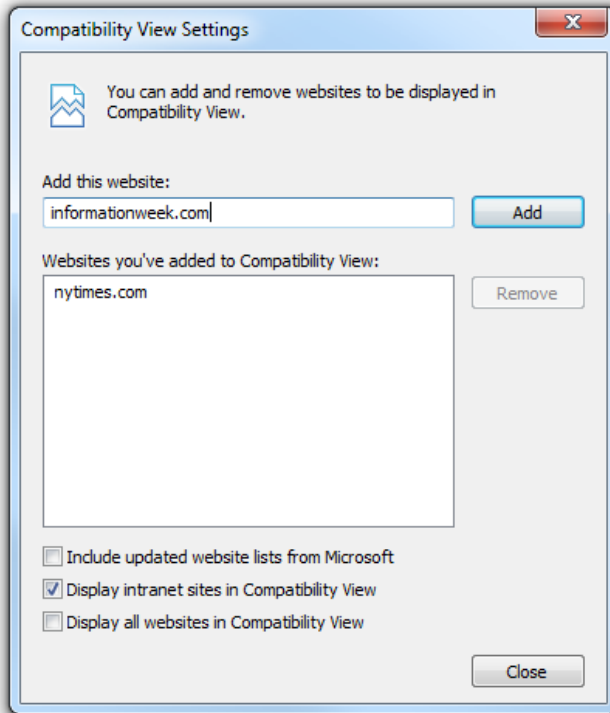 Compatibility View Settings
You can add and remove websites to be displayed in
Compatibility View.
Add this website:
informationweek.com
Add
Websites you've added to Compatibility View:
nytimes.com
Remove
Include updated website lists from Microsoft
Display intranet sites in Compatibility View
Display all websites in Compatibility View
Close